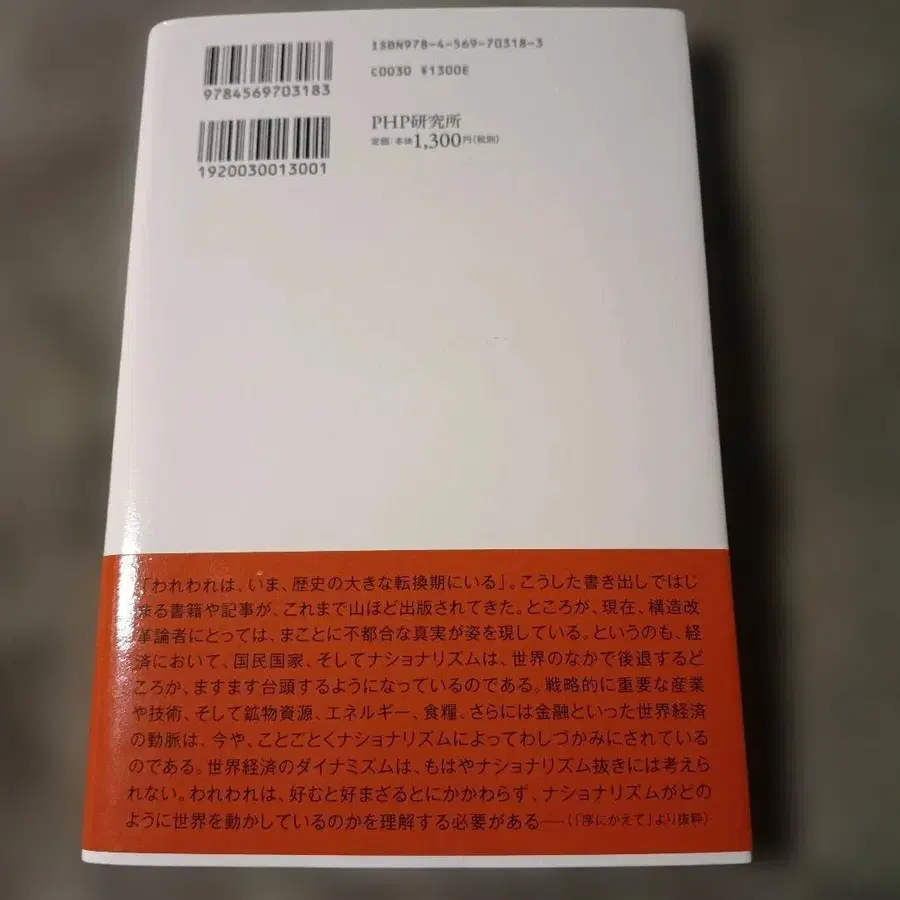 ISBN978-4-569-70318-3
C0030 ¥1300E
9784569703183
1920030013001
PHP研究所
定価:本体1,300円(税別)
「われわれは、いま、歴史の大きな転換期にいる」。こうした書き出しではじ
まる書籍や記事が、これまで山ほど出版されてきた。ところが、現在、構造改
革論者にとっては、まことに不都合な真実が姿を現している。というのも、経
済において、国民国家、そしてナショナリズムは、世界のなかで後退するど
ころか、ますます台頭するようになっているのである。戦略的に重要な産業
や技術、そして鉱物資源、エネルギー、食糧、さらには金融といった世界経済
の動脈は、今や、ことごとくナショナリズムによってわしづかみにされている
のである。世界経済のダイナミズムは、もはやナショナリズム抜きには考えら
れない。われわれは、好むと好まざるとにかかわらず、ナショナリズムがどの
ように世界を動かしているのかを理解する必要がある――(「序にかえて」より抜粋)